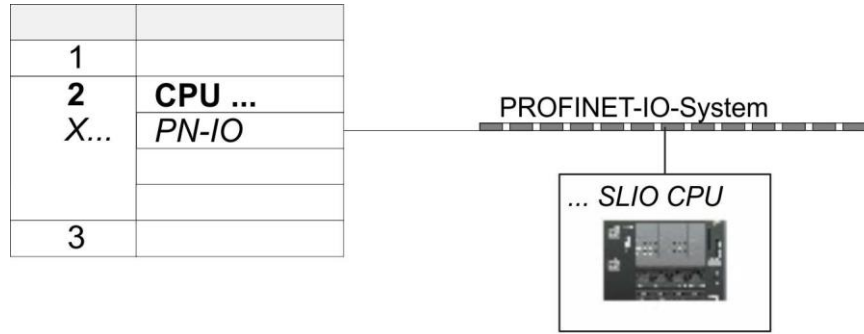 1
2 CPU ...
X... PN-IO
3
PROFINET-IO-System
... SLIO CPU